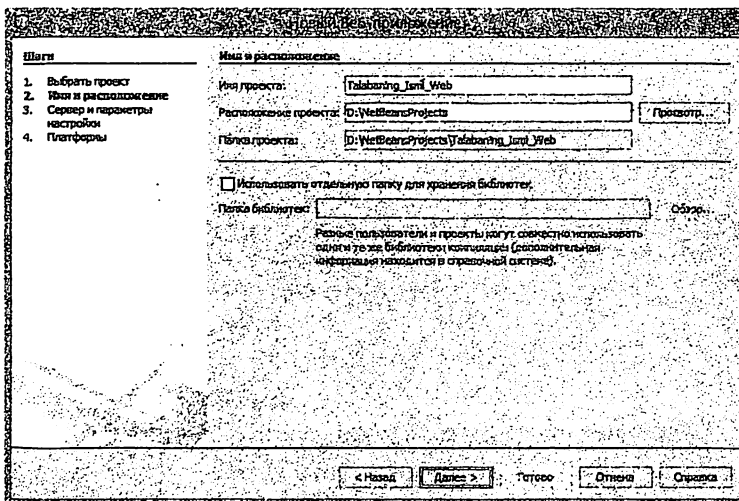 Новый веб-приложение
Шаги
1. Выбрать проект
2. Имя и расположение
3. Сервер и параметры
настройки
4. Платформы
Имя и расположение
Имя проекта: Talabaning_Ismi_Web
Расположение проекта: D:\NetBeansProjects Просмотр...
Папка проекта: D:\NetBeansProjects\Talabaning_Ismi_Web
Использовать отдельную папку для хранения библиотек
Папка библиотек: Обзор...
Разные пользователи и проекты могут совместно использовать
одни и те же библиотеки компиляции (дополнительная
информация находится в справочной системе).
< Назад Далее > Готово Отмена Справка